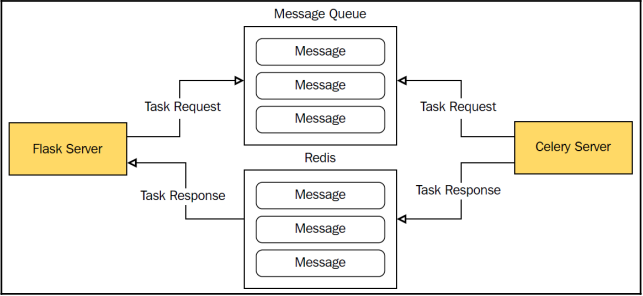 Message Queue
Message
Message
Message
Task Request
Task Request
Flask Server
Celery Server
Redis
Task Response
Task Response
Message
Message
Message